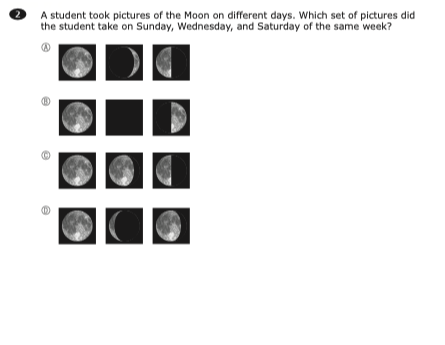 2 A student took pictures of the Moon on different days. Which set of pictures did
the student take on Sunday, Wednesday, and Saturday of the same week?
A
B
C
D